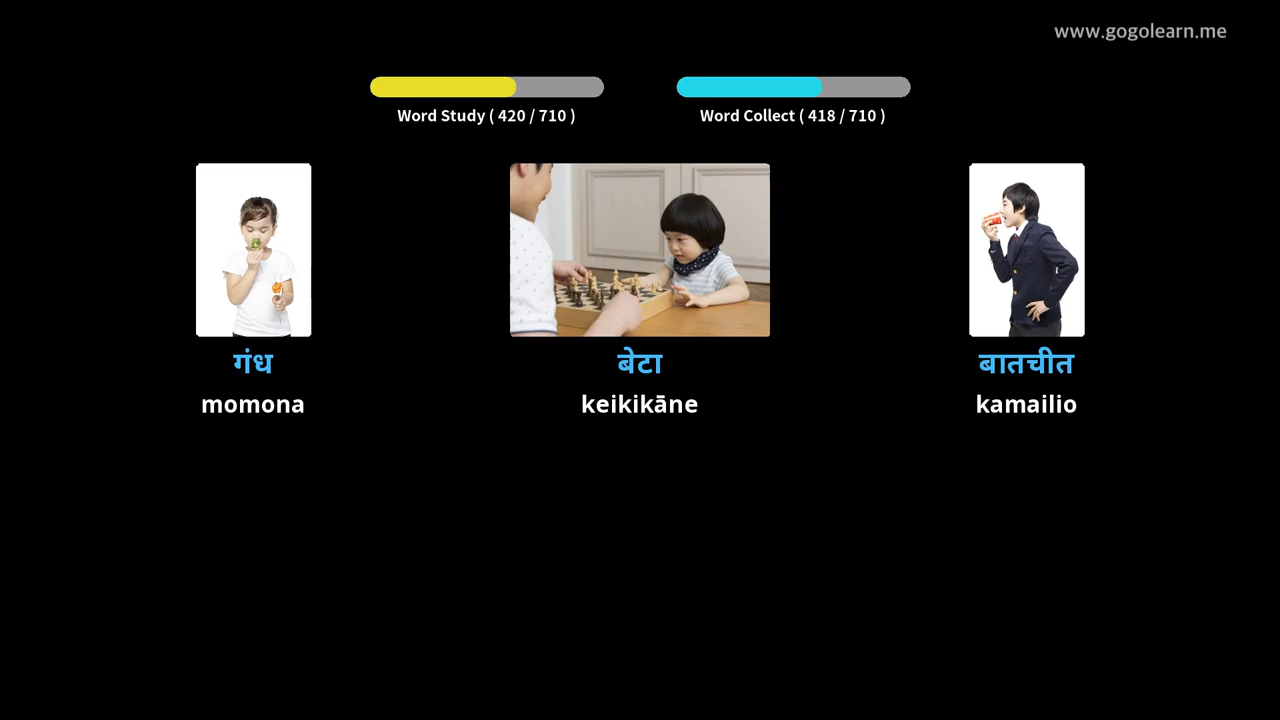 www.gogolearn.me
Word Study ( 420 / 710 )
Word Collect ( 418 / 710 )
गंध
बेटा
बातचीत
momona
keikikāne
kamailio